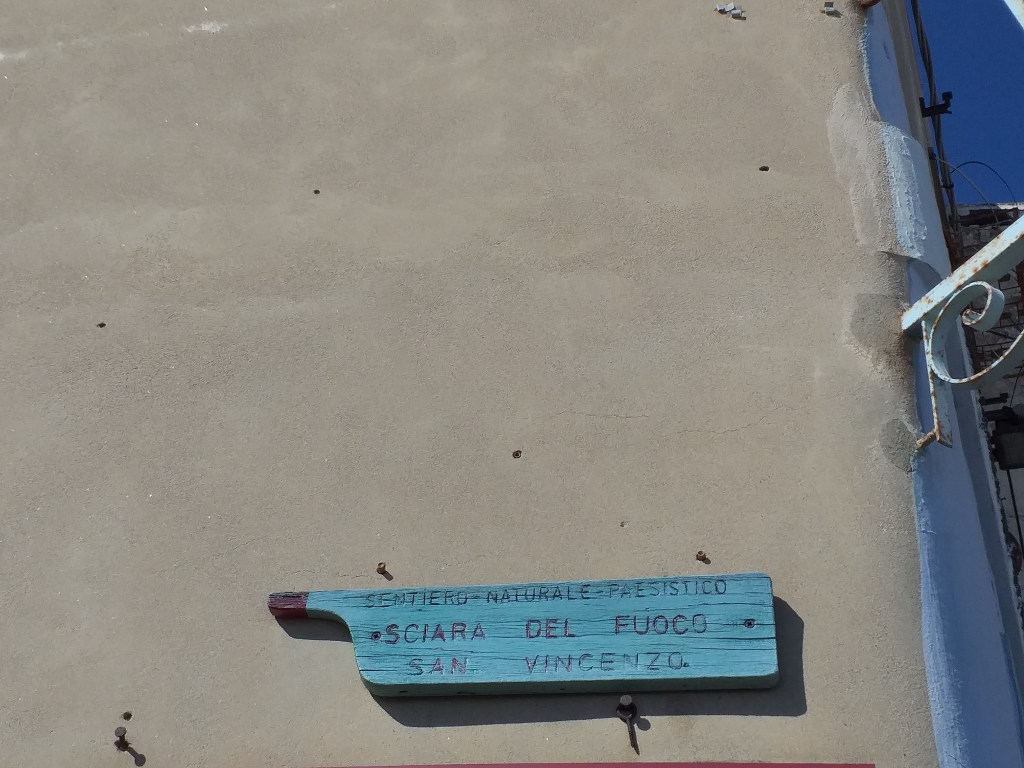 SENTIERO-NATURALE-PAESISTICO
SCIARA DEL FUOCO
SAN VINCENZO.